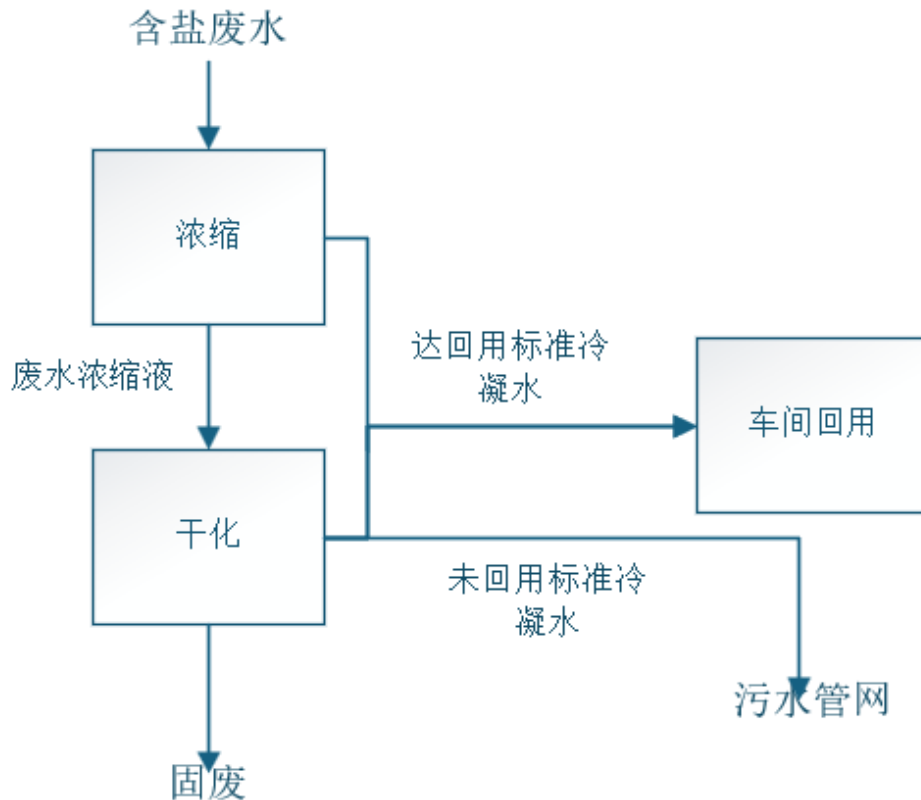 含盐废水
浓缩
废水浓缩液
达回用标准冷
凝水
车间回用
干化
未回用标准冷
凝水
污水管网
固废